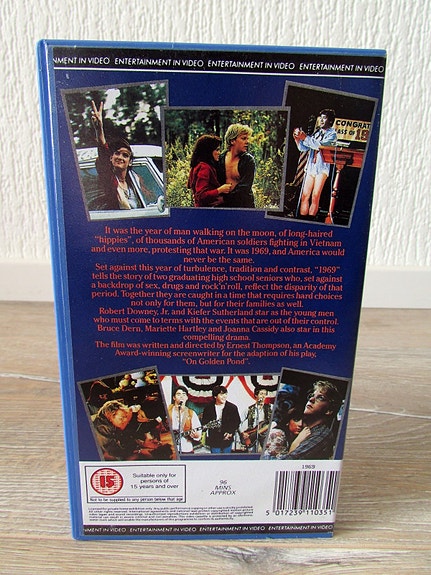 NMENT IN VIDEO ENTERTAINMENT IN VIDEO ENTERTAINMENT IN VIDEO ENTERTAINMENT IN VIDEO
CONGRAT
ASS OF '6
It was the year of man walking on the moon, of long-haired
"hippies", of thousands of American soldiers fighting in Vietnam
and even more, protesting that war. It was 1969, and America would
never be the same.
Set against this year of turbulence, tradition and contrast, "1969"
tells the story of two graduating high school seniors who, set against
a backdrop of sex, drugs and rock'n'roll, reflect the disparity of that
period. Together they are caught in a time that requires hard choices
not only for them, but for their families as well.
Robert Downey, Jr. and Kiefer Sutherland star as the young men
who must come to terms with the events that are out of their control.
Bruce Dern, Mariette Hartley and Joanna Cassidy also star in this
compelling drama.
The film was written and directed by Ernest Thompson, an Academy
Award-winning screenwriter for the adaption of his play,
"On Golden Pond".
15
Suitable only for
persons of
15 years and over
Not to be supplied to any person below that age
96
MINS
APPROX
1969
5 017239 110351
ENTERTAINMENT IN VIDEO ENTERTAINMENT IN VIDEO ENTERTAINMENT IN VIDEO